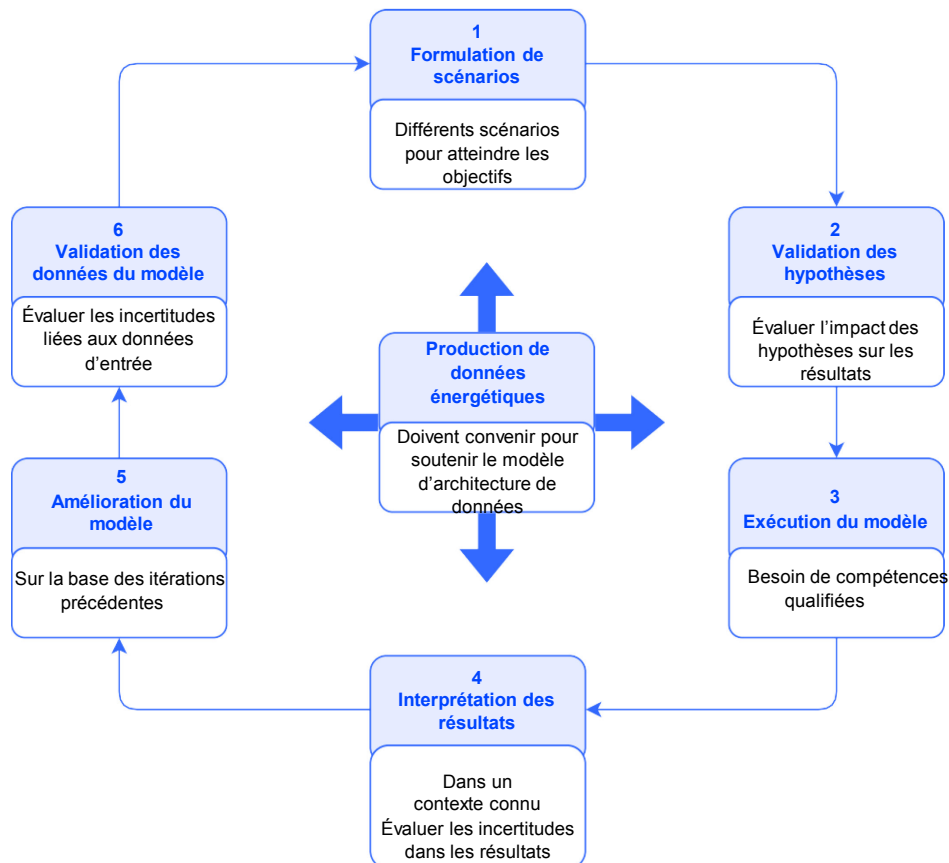 1
Formulation de
scénarios
Différents scénarios
pour atteindre les
objectifs
2
Validation des
hypothèses
Évaluer l’impact des
hypothèses sur les
résultats
3
Exécution du modèle
Besoin de compétences
qualifiées
4
Interprétation des
résultats
Dans un
contexte connu
Évaluer les incertitudes
dans les résultats
5
Amélioration du
modèle
Sur la base des itérations
précédentes
6
Validation des
données du modèle
Évaluer les incertitudes
liées aux données
d’entrée
Production de
données
énergétiques
Doivent convenir pour
soutenir le modèle
d’architecture de
données